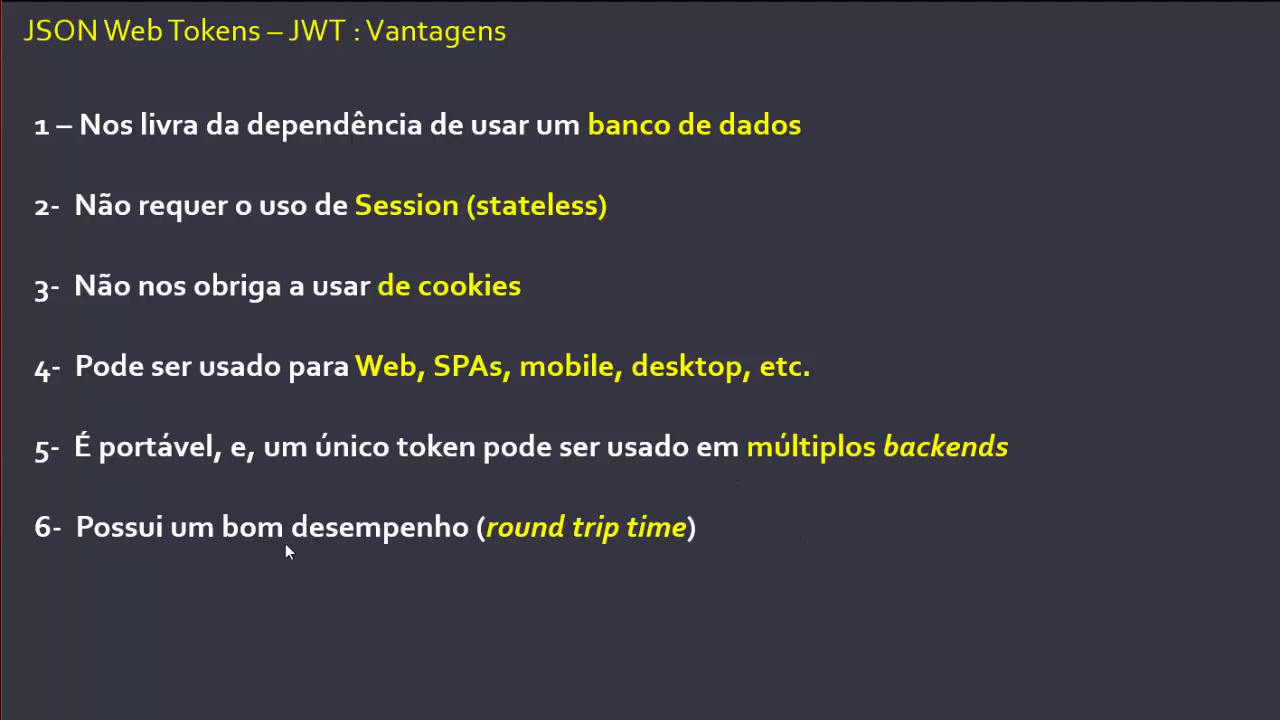 JSON Web Tokens – JWT : Vantagens
1 – Nos livra da dependência de usar um banco de dados
2- Não requer o uso de Session (stateless)
3- Não nos obriga a usar de cookies
4- Pode ser usado para Web, SPAs, mobile, desktop, etc.
5- É portável, e, um único token pode ser usado em múltiplos backends
6- Possui um bom desempenho (round trip time)